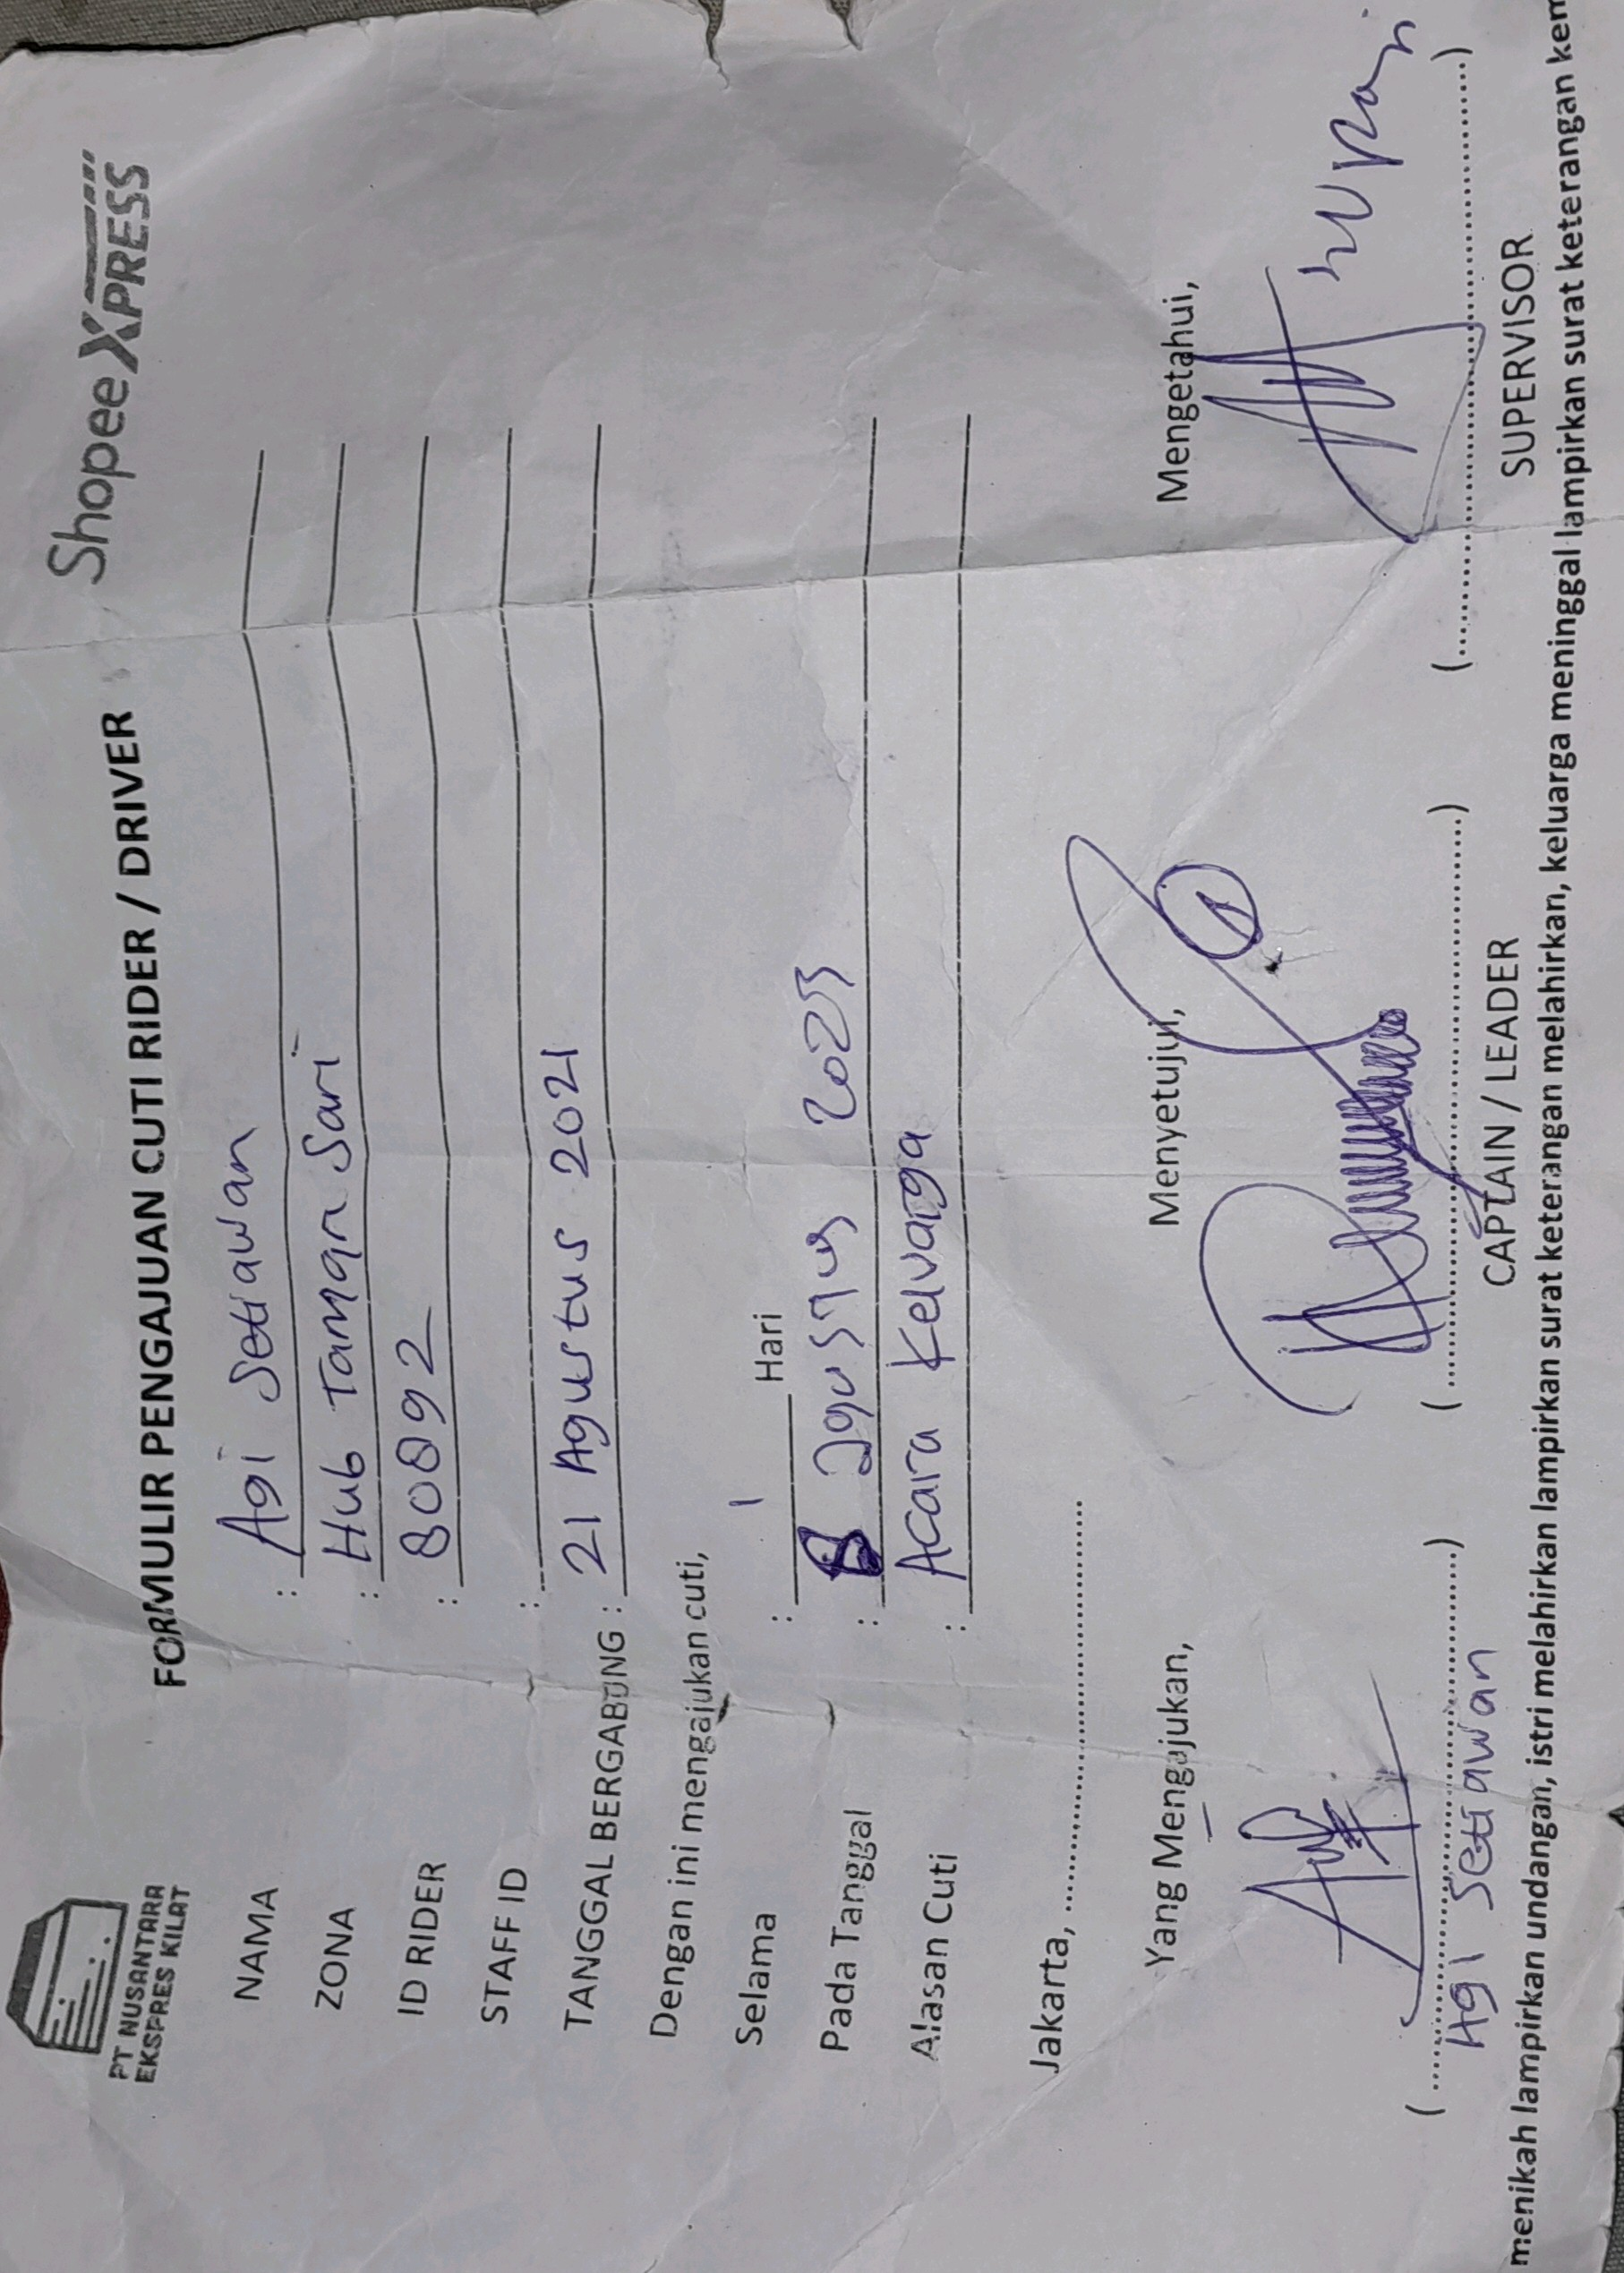 PT NUSANTARA
EKSPRES KILAT
FORMULIR PENGAJUAN CUTI RIDER / DRIVER
Shopee XPRESS
NAMA : Agi Setiawan
ZONA : Hub Taman Sari
ID RIDER : 80892
STAFF ID :
TANGGAL BERGABUNG : 21 Agustus 2021
Dengan ini mengajukan cuti,
Selama : 1 Hari
Pada Tanggal : Agustus
Alasan Cuti : Acara Keluarga
Jakarta, ........................................
Yang Mengajukan, Menyetujui, Mengetahui,
(........................................) (........................................) (........................................)
Agi Setiawan CAPTAIN / LEADER SUPERVISOR
menikah lampirkan undangan, istri melahirkan lampirkan surat keterangan melahirkan, keluarga meninggal lampirkan surat keterangan kem